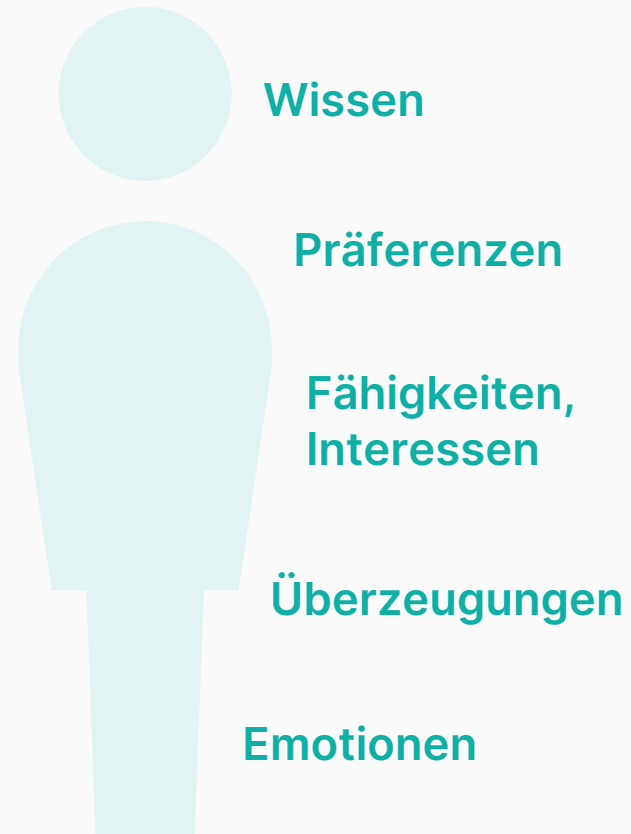 Wissen
Präferenzen
Fähigkeiten,
Interessen
Überzeugungen
Emotionen